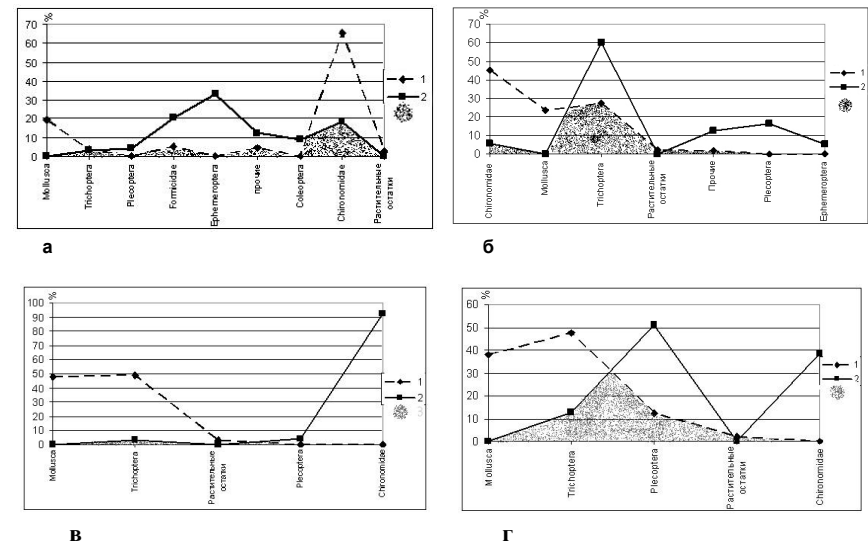 %
70
60
50
40
30
20
10
0
Mollusca
Trichoptera
Plecoptera
Formicidae
Ephemeroptera
прочие
Coleoptera
Chironomidae
Растительные
остатки
1
2
а
%
70
60
50
40
30
20
10
0
Chironomidae
Mollusca
Trichoptera
Растительные
остатки
Прочие
Plecoptera
Ephemeroptera
1
2
б
%
100
90
80
70
60
50
40
30
20
10
0
Mollusca
Trichoptera
Растительные
остатки
Plecoptera
Chironomidae
1
2
3
в
%
60
50
40
30
20
10
0
Mollusca
Trichoptera
Plecoptera
Растительные
остатки
Chironomidae
1
2
г